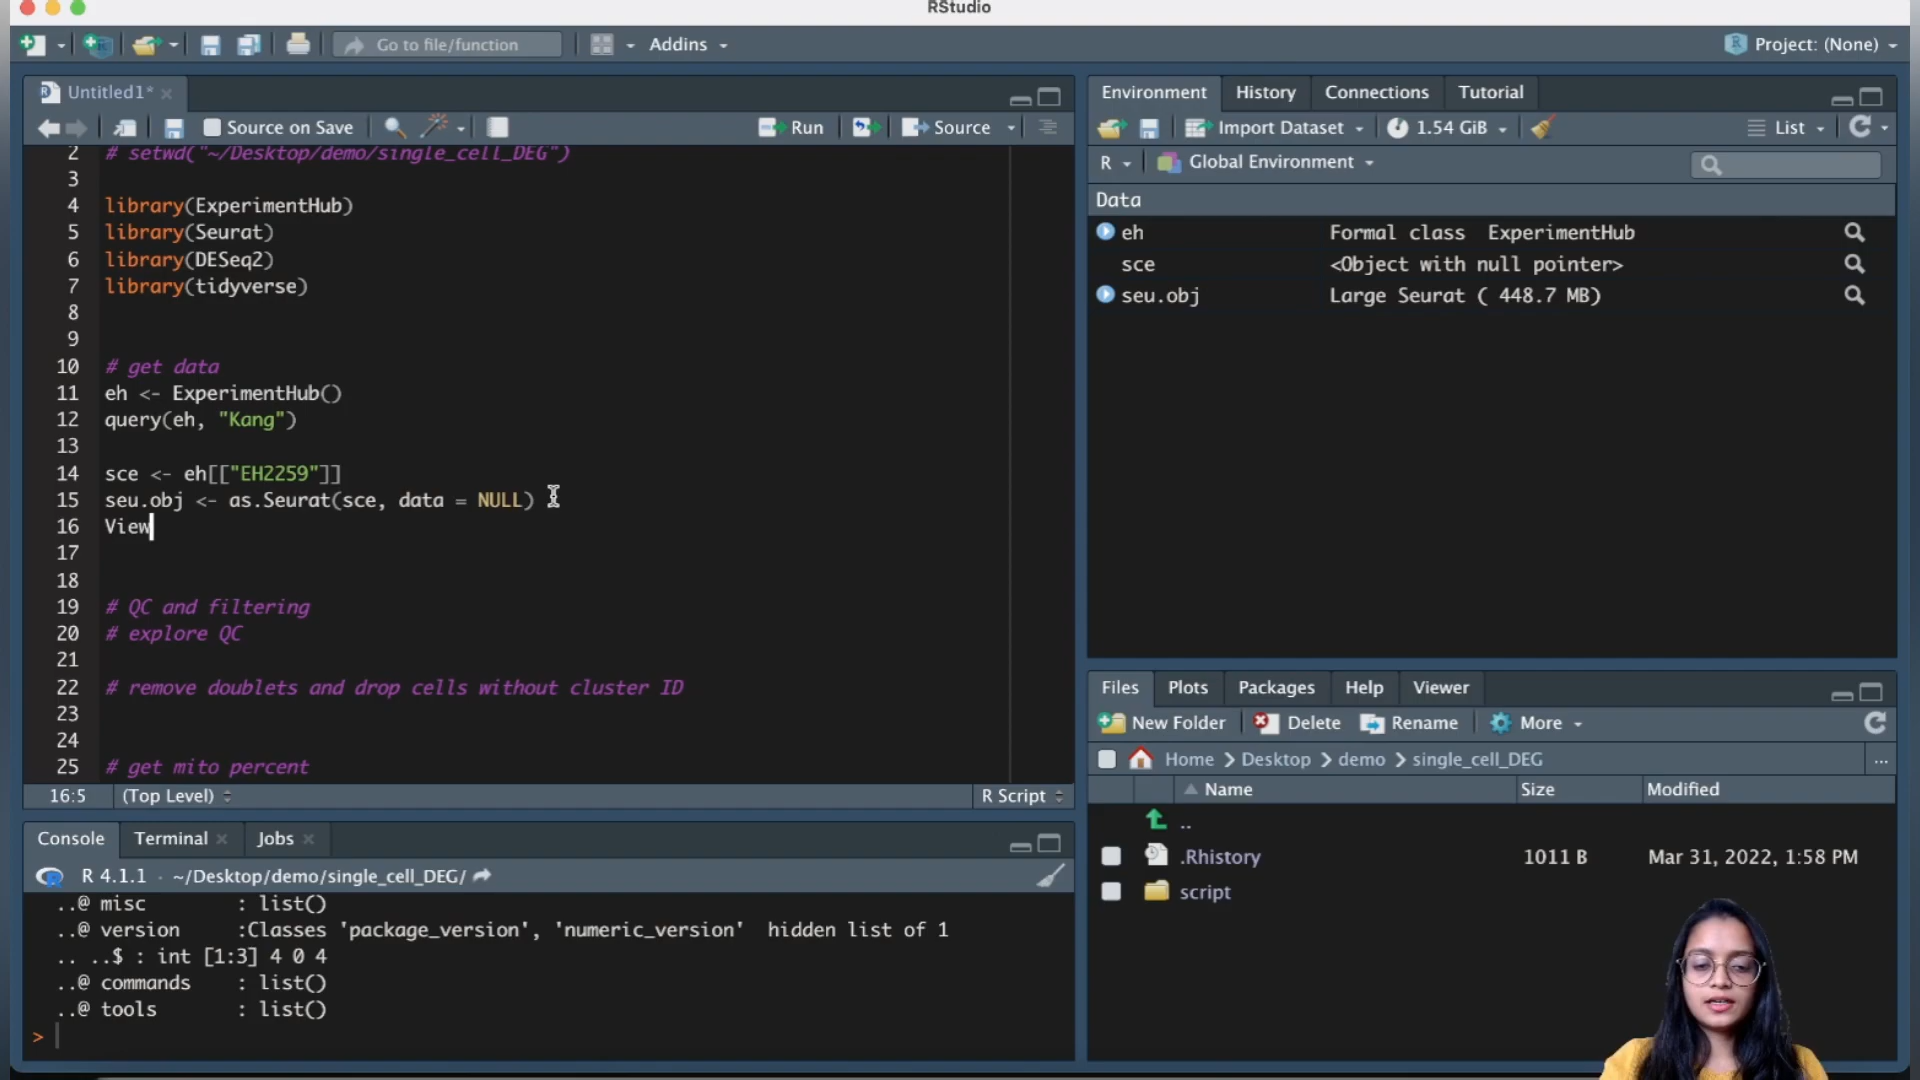 RStudio
Go to file/function
Addins
Project: (None)
Untitled1*
Source on Save
Run
Source
2 # setwd("~/Desktop/demo/single_cell_DEG")
3
4 library(ExperimentHub)
5 library(Seurat)
6 library(DESeq2)
7 library(tidyverse)
8
9
10 # get data
11 eh <- ExperimentHub()
12 query(eh, "Kang")
13
14 sce <- eh[["EH2259"]]
15 seu.obj <- as.Seurat(sce, data = NULL)
16 View
17
18
19 # QC and filtering
20 # explore QC
21
22 # remove doublets and drop cells without cluster ID
23
24
25 # get mito percent
16:5 (Top Level) R Script
Console Terminal Jobs
R 4.1.1 · ~/Desktop/demo/single_cell_DEG/
..@ misc : list()
..@ version :Classes 'package_version', 'numeric_version' hidden list of 1
.. ..$ : int [1:3] 4 0 4
..@ commands : list()
..@ tools : list()
>
Environment History Connections Tutorial
Import Dataset 1.54 GiB List
R Global Environment
Data
eh Formal class ExperimentHub
sce <Object with null pointer>
seu.obj Large Seurat ( 448.7 MB)
Files Plots Packages Help Viewer
New Folder Delete Rename More
Home Desktop demo single_cell_DEG ...
Name Size Modified
..
.Rhistory 1011 B Mar 31, 2022, 1:58 PM
script